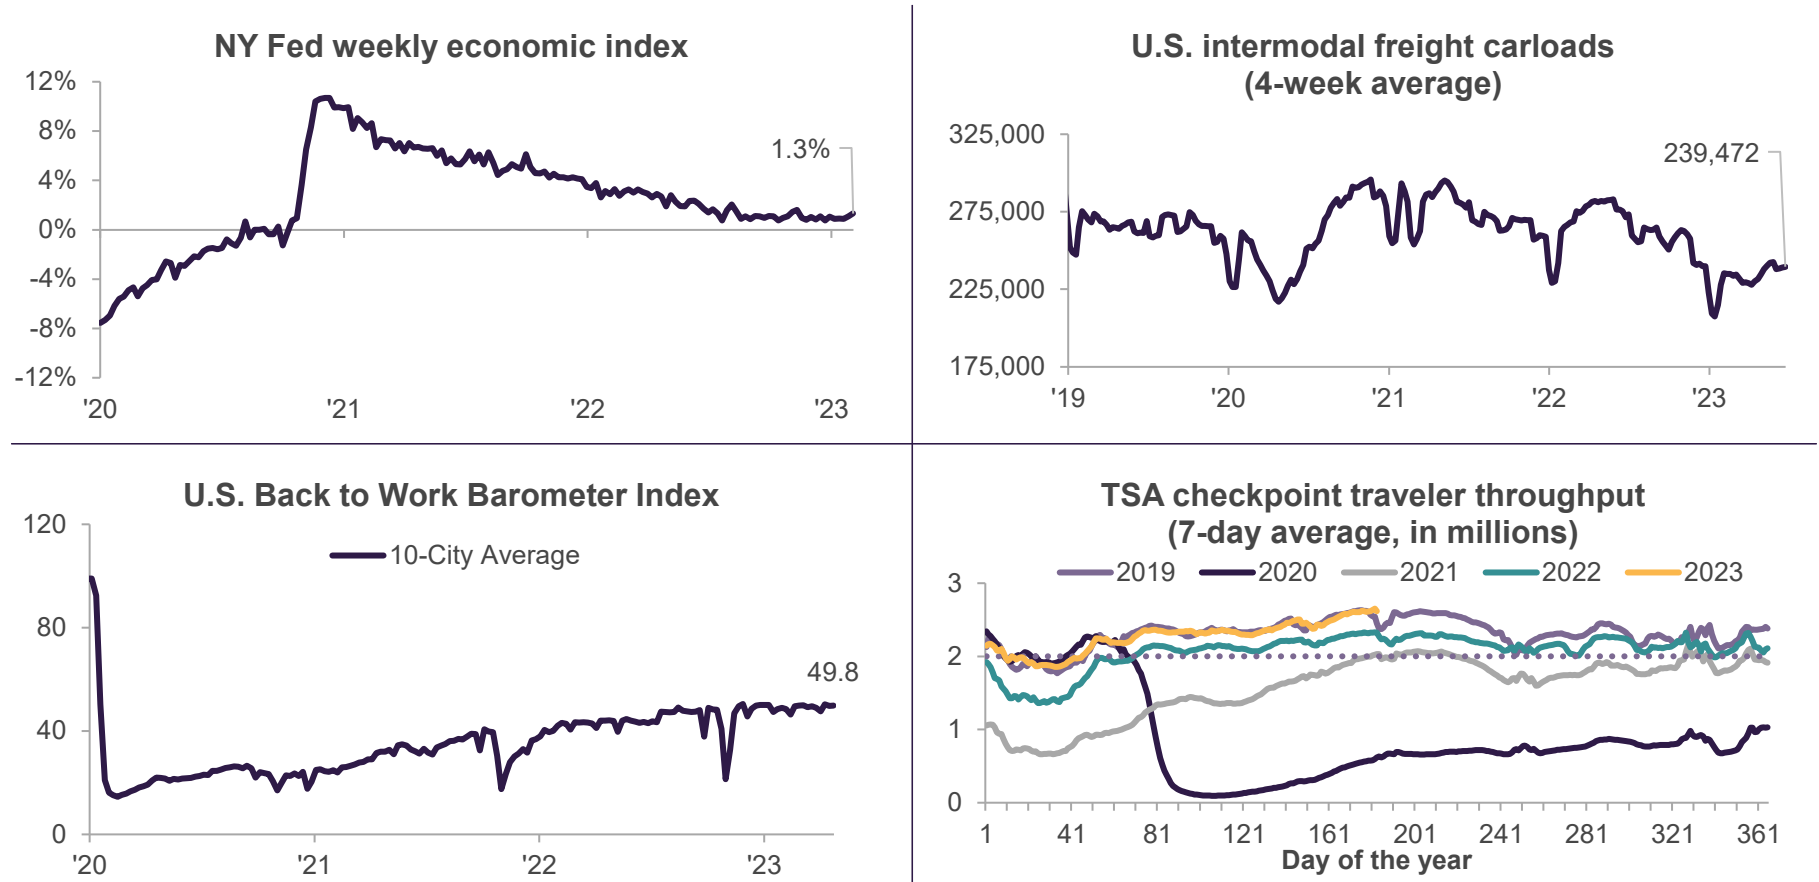 NY Fed weekly economic index
12%
8%
4%
0%
-4%
-8%
-12%
1.3%
'20 '21 '22 '23
U.S. intermodal freight carloads
(4-week average)
325,000
275,000
225,000
175,000
239,472
'19 '20 '21 '22 '23
U.S. Back to Work Barometer Index
10-City Average
120
80
40
0
49.8
'20 '21 '22 '23
TSA checkpoint traveler throughput
(7-day average, in millions)
2019 2020 2021 2022 2023
3
2
1
0
1 41 81 121 161 201 241 281 321 361
Day of the year